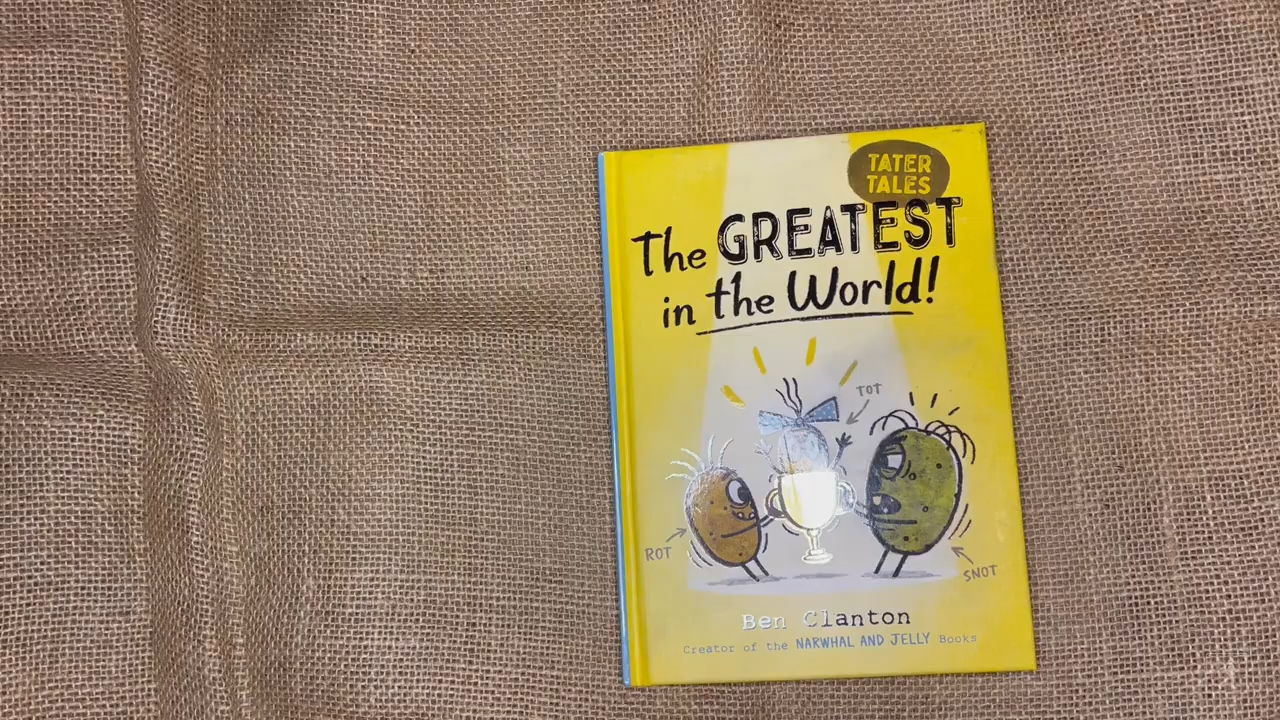 TATER
TALES
The GREATEST
in the World!
TOT
ROT
SNOT
Ben Clanton
Creator of the NARWHAL AND JELLY Books